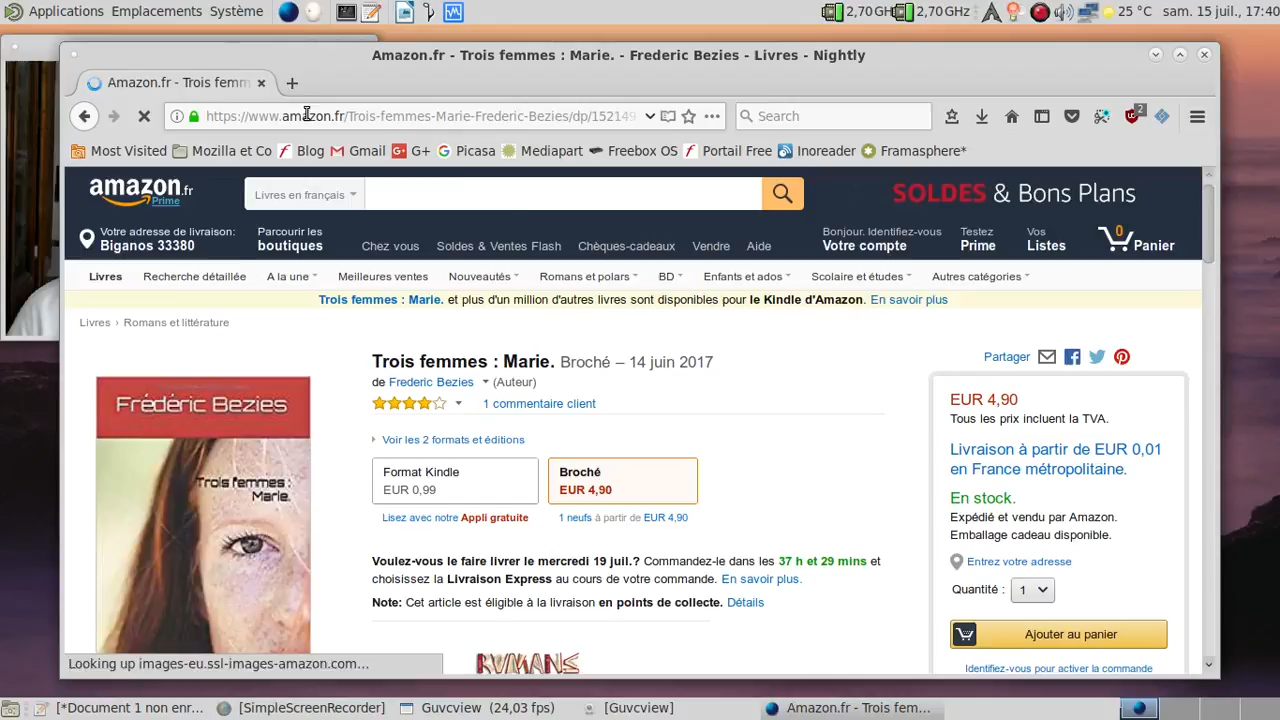 Applications Emplacements Système 2,70 GHz 2,70 GHz 25 °C sam. 15 juil., 17:40
Amazon.fr - Trois femmes : Marie. - Frederic Bezies - Livres - Nightly
Amazon.fr - Trois femm
https://www.amazon.fr/Trois-femmes-Marie-Frederic-Bezies/dp/152149 Search 2
Most Visited Mozilla et Co Blog Gmail G+ Picasa Mediapart Freebox OS Portail Free Inoreader Framasphere*
amazon.fr
Prime
Livres en français
SOLDES & Bons Plans
Votre adresse de livraison:
Biganos 33380
Parcourir les
boutiques
Chez vous Soldes & Ventes Flash Chèques-cadeaux Vendre Aide
Bonjour. Identifiez-vous
Votre compte
Testez
Prime
Vos
Listes
0
Panier
Livres Recherche détaillée A la une Meilleures ventes Nouveautés Romans et polars BD Enfants et ados Scolaire et études Autres catégories
Trois femmes : Marie. et plus d'un million d'autres livres sont disponibles pour le Kindle d'Amazon. En savoir plus
Livres › Romans et littérature
Frédéric Bezies
Trois femmes :
Marie.
Trois femmes : Marie. Broché – 14 juin 2017
de Frederic Bezies (Auteur)
1 commentaire client
Voir les 2 formats et éditions
Format Kindle
EUR 0,99
Broché
EUR 4,90
Lisez avec notre Appli gratuite
1 neufs à partir de EUR 4,90
Voulez-vous le faire livrer le mercredi 19 juil.? Commandez-le dans les 37 h et 29 mins et
choisissez la Livraison Express au cours de votre commande. En savoir plus.
Note: Cet article est éligible à la livraison en points de collecte. Détails
ROMANS
Partager
EUR 4,90
Tous les prix incluent la TVA.
Livraison à partir de EUR 0,01
en France métropolitaine.
En stock.
Expédié et vendu par Amazon.
Emballage cadeau disponible.
Entrez votre adresse
Quantité : 1
Ajouter au panier
Identifiez-vous pour activer la commande
Looking up images-eu.ssl-images-amazon.com...
[*Document 1 non enr... [SimpleScreenRecorder] Guvcview (24,03 fps) [Guvcview] Amazon.fr - Trois fem...